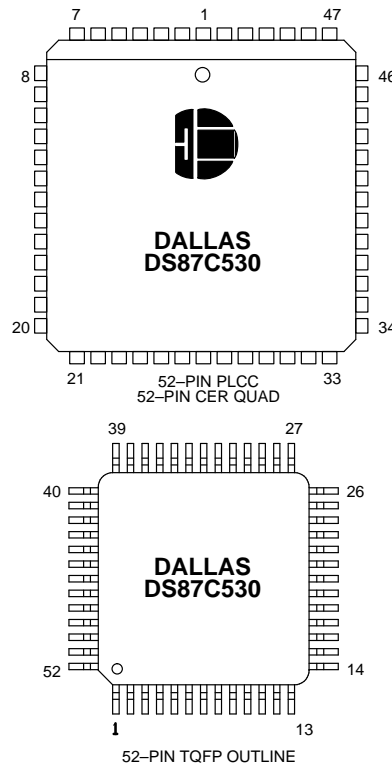 7 1 47
8 46
DALLAS
DS87C530
20 34
21 33
52–PIN PLCC
52–PIN CER QUAD
39 27
40 26
DALLAS
DS87C530
52 14
1 13
52–PIN TQFP OUTLINE